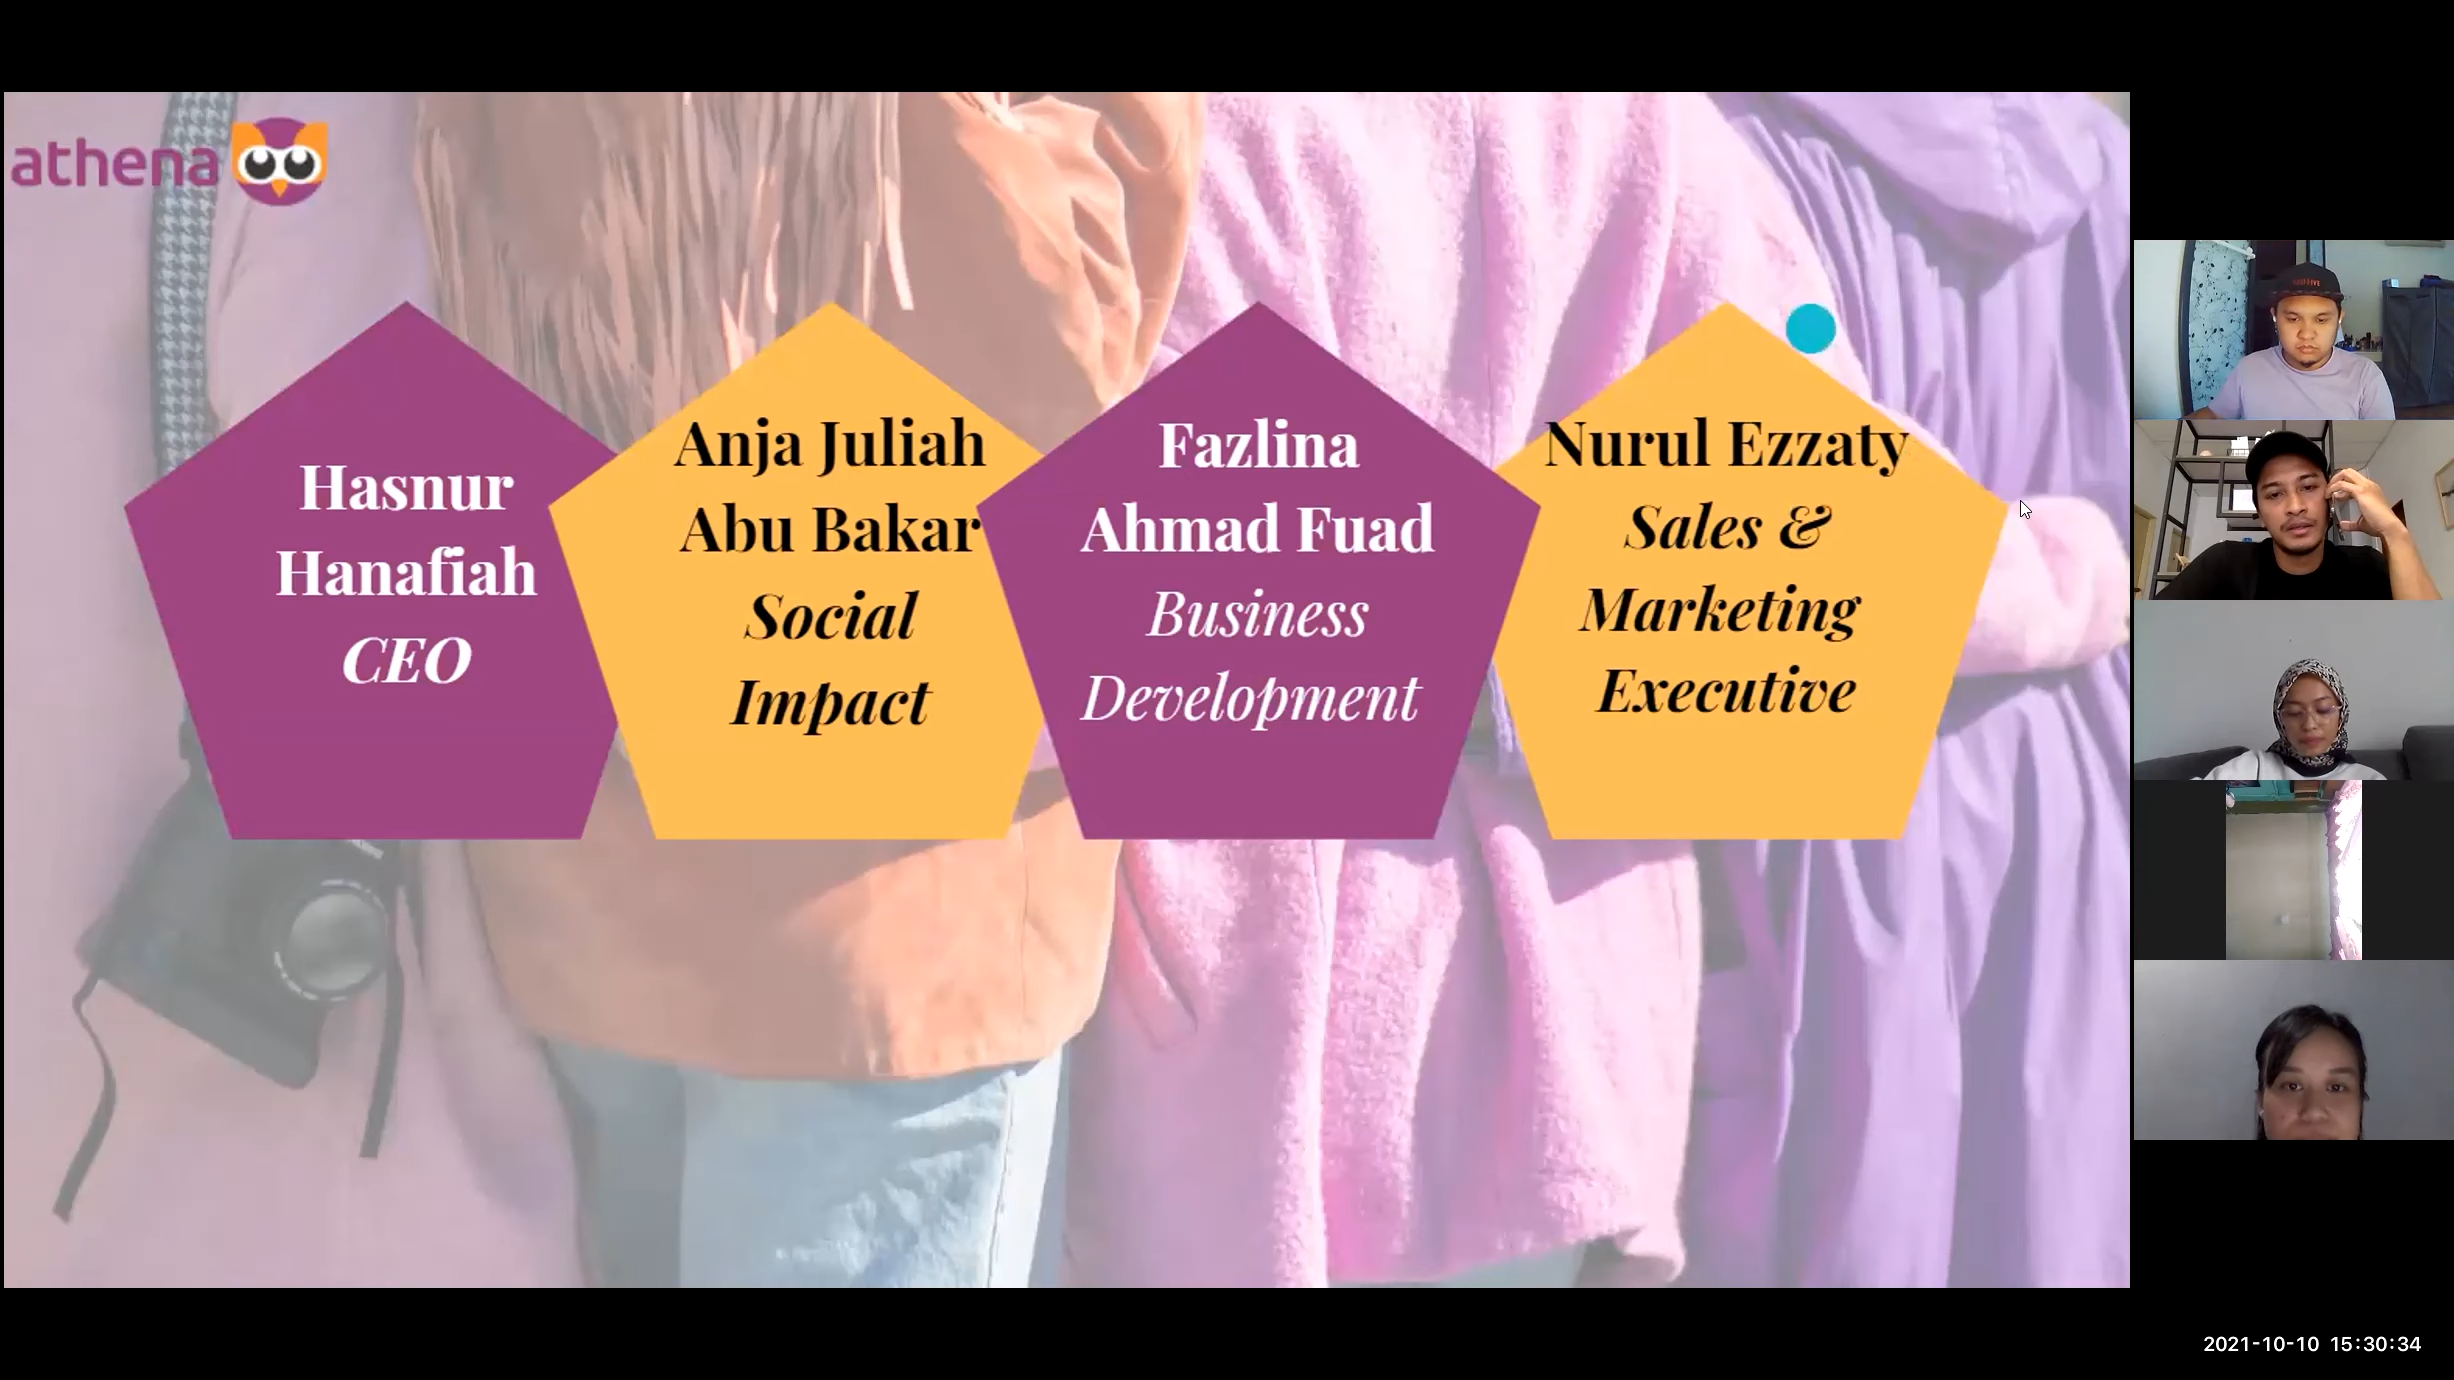 athena
Hasnur
Hanafiah
CEO
Anja Juliah
Abu Bakar
Social
Impact
Fazlina
Ahmad Fuad
Business
Development
Nurul Ezzaty
Sales &
Marketing
Executive
2021-10-10 15:30:34